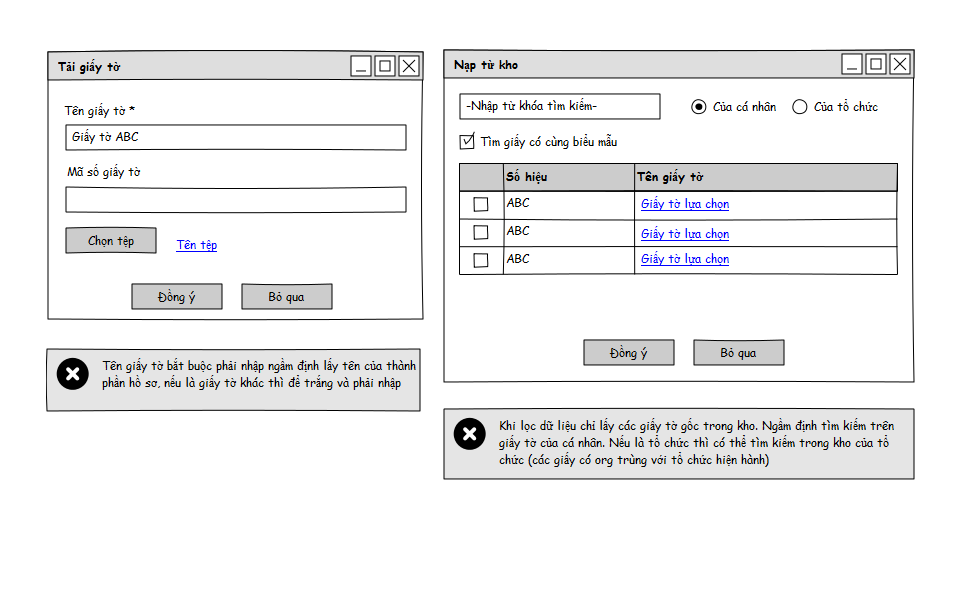 Tải giấy tờ
Tên giấy tờ *
Giấy tờ ABC
Mã số giấy tờ
Chọn tệp
Tên tệp
Đồng ý
Bỏ qua
Tên giấy tờ bắt buộc phải nhập ngầm định lấy tên của thành
phần hồ sơ, nếu là giấy tờ khác thì để trắng và phải nhập
Nạp từ kho
-Nhập từ khóa tìm kiếm-
Của cá nhân
Của tổ chức
Tìm giấy có cùng biểu mẫu
Số hiệu
Tên giấy tờ
ABC
Giấy tờ lựa chọn
ABC
Giấy tờ lựa chọn
ABC
Giấy tờ lựa chọn
Đồng ý
Bỏ qua
Khi lọc dữ liệu chỉ lấy các giấy tờ gốc trong kho. Ngầm định tìm kiếm trên
giấy tờ của cá nhân. Nếu là tổ chức thì có thể tìm kiếm trong kho của tổ
chức (các giấy có org trùng với tổ chức hiện hành)